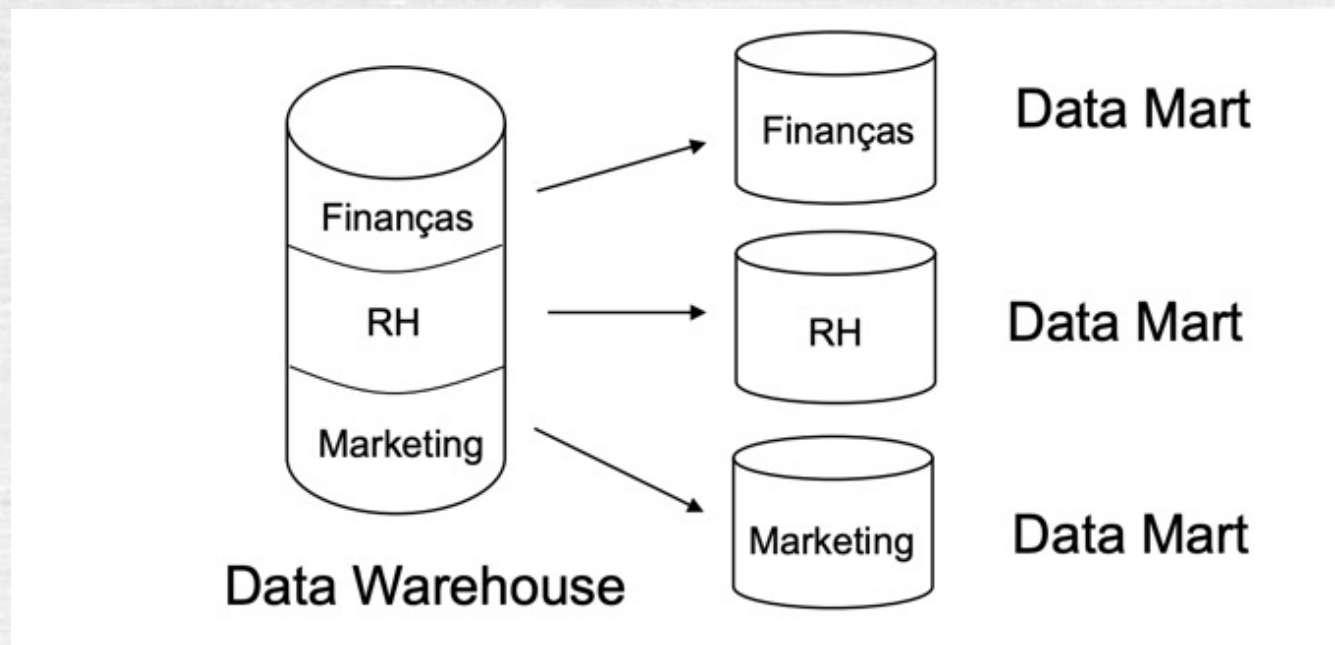 Finanças
RH
Marketing
Data Warehouse
Finanças
Data Mart
RH
Data Mart
Marketing
Data Mart